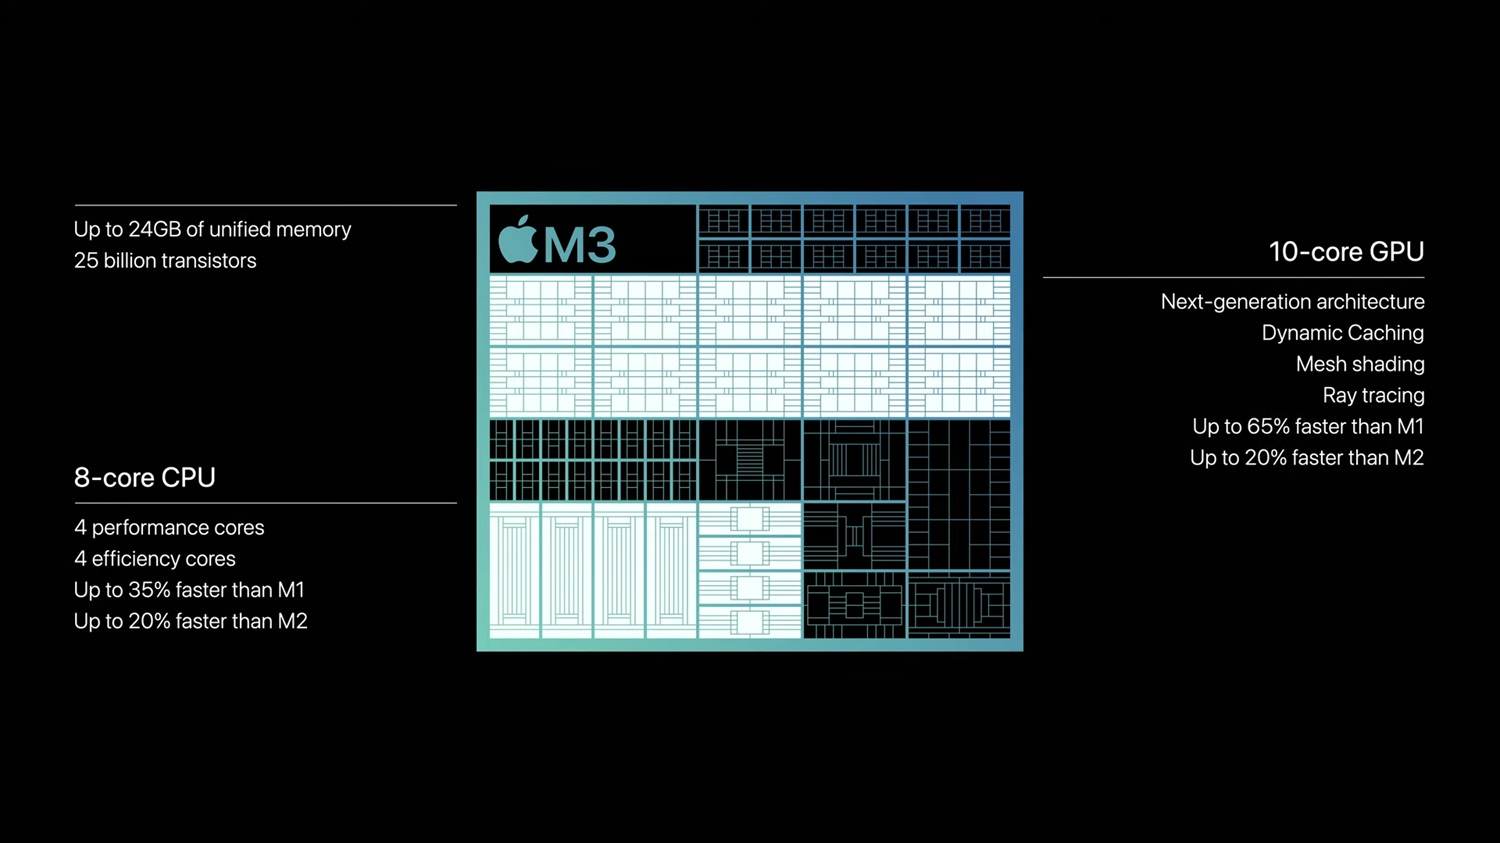 Up to 24GB of unified memory
25 billion transistors
8-core CPU
4 performance cores
4 efficiency cores
Up to 35% faster than M1
Up to 20% faster than M2
M3
10-core GPU
Next-generation architecture
Dynamic Caching
Mesh shading
Ray tracing
Up to 65% faster than M1
Up to 20% faster than M2